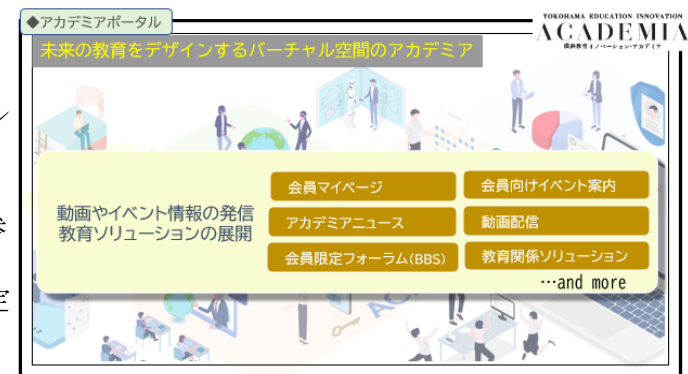 ◆アカデミアポータル
YOKOHAMA EDUCATION INNOVATION
ACADEMIA
横浜教育イノベーション・アカデミア
未来の教育をデザインするバーチャル空間のアカデミア
動画やイベント情報の発信
教育ソリューションの展開
会員マイページ
会員向けイベント案内
アカデミアニュース
動画配信
会員限定フォーラム(BBS)
教育関係ソリューション
…and more